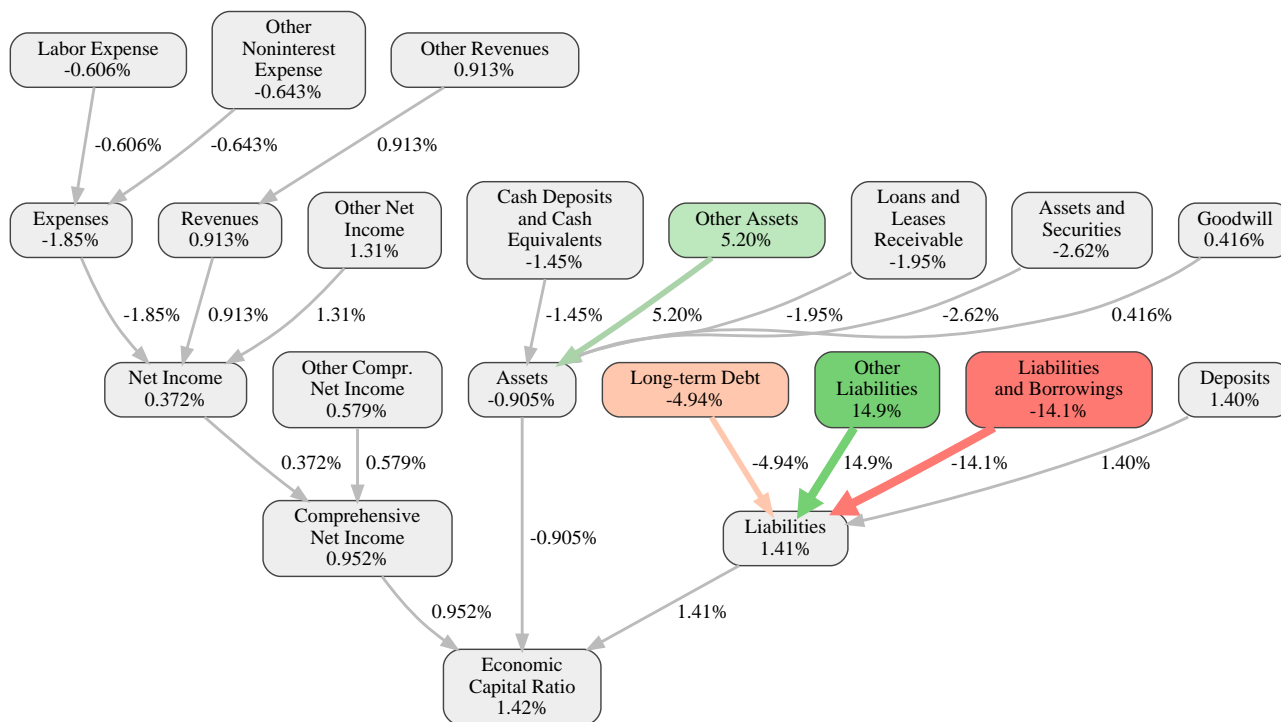 Labor Expense
-0.606%
Other
Noninterest
Expense
-0.643%
Other Revenues
0.913%
-0.606%
-0.643%
0.913%
Expenses
-1.85%
Revenues
0.913%
Other Net
Income
1.31%
Cash Deposits
and Cash
Equivalents
-1.45%
Other Assets
5.20%
Loans and
Leases
Receivable
-1.95%
Assets and
Securities
-2.62%
Goodwill
0.416%
-1.85%
0.913%
1.31%
-1.45%
5.20%
-1.95%
-2.62%
0.416%
Net Income
0.372%
Other Compr.
Net Income
0.579%
Assets
-0.905%
Long-term Debt
-4.94%
Other
Liabilities
14.9%
Liabilities
and Borrowings
-14.1%
Deposits
1.40%
0.372%
0.579%
-4.94%
14.9%
-14.1%
1.40%
Comprehensive
Net Income
0.952%
-0.905%
Liabilities
1.41%
0.952%
1.41%
Economic
Capital Ratio
1.42%